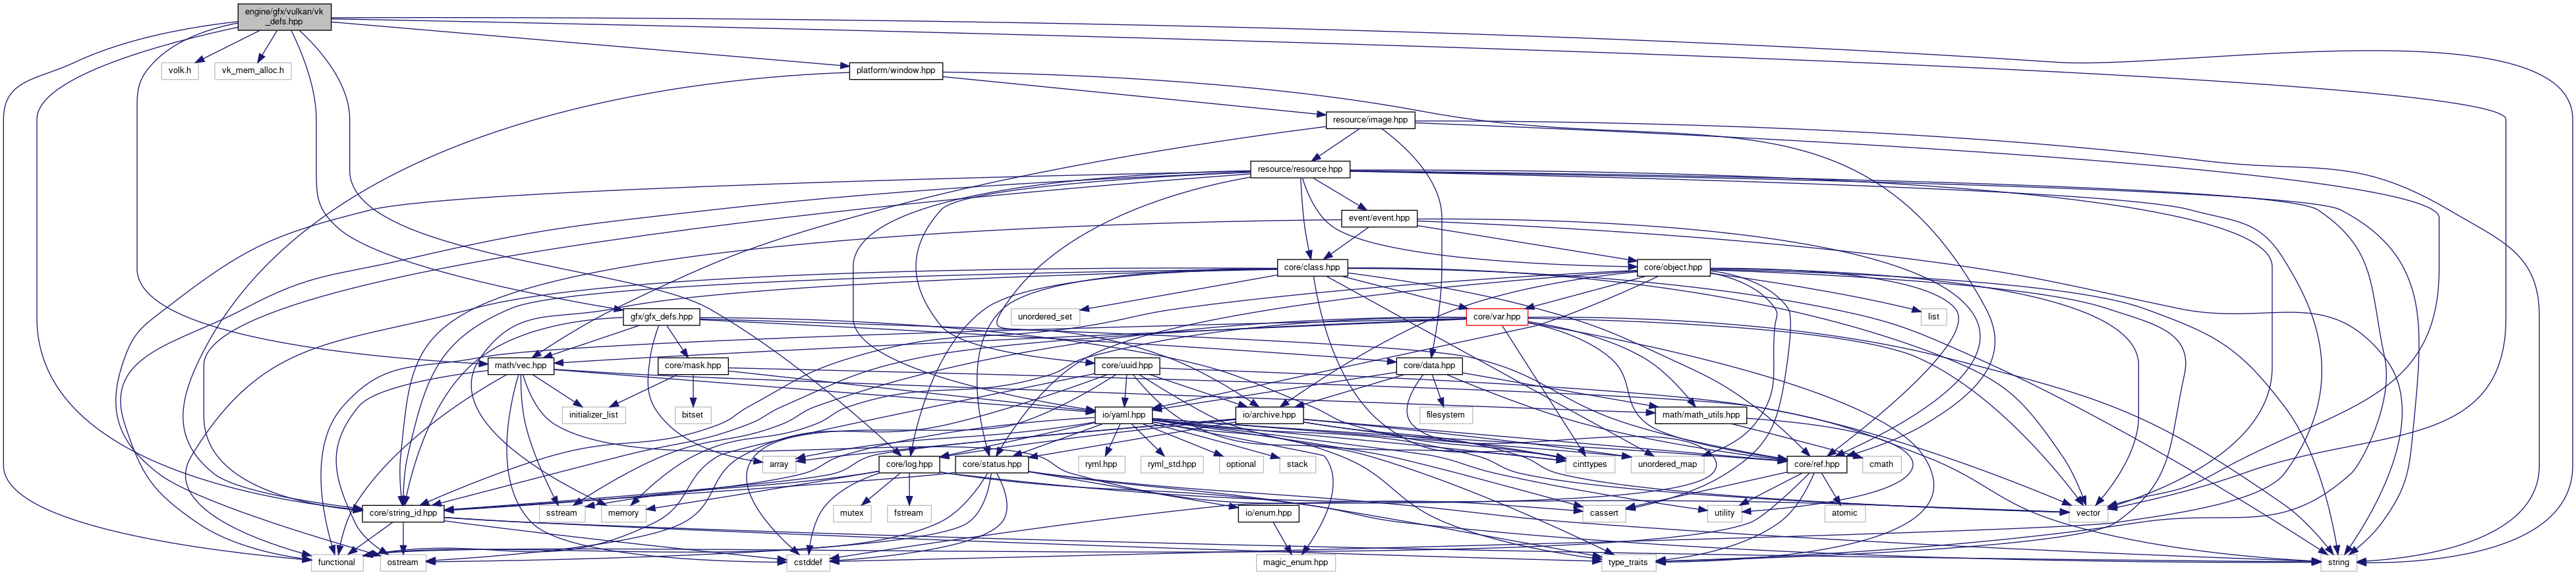 engine/gfx/vulkan/vk
_defs.hpp
volk.h
vk_mem_alloc.h
platform/window.hpp
resource/image.hpp
resource/resource.hpp
event/event.hpp
core/class.hpp
core/object.hpp
unordered_set
gfx/gfx_defs.hpp
core/var.hpp
list
math/vec.hpp
core/mask.hpp
core/uuid.hpp
core/data.hpp
initializer_list
bitset
io/yaml.hpp
io/archive.hpp
filesystem
math/math_utils.hpp
array
core/log.hpp
core/status.hpp
ryml.hpp
ryml_std.hpp
optional
stack
cinttypes
unordered_map
core/ref.hpp
cmath
core/string_id.hpp
sstream
memory
mutex
fstream
io/enum.hpp
cassert
utility
atomic
vector
functional
ostream
cstddef
magic_enum.hpp
type_traits
string